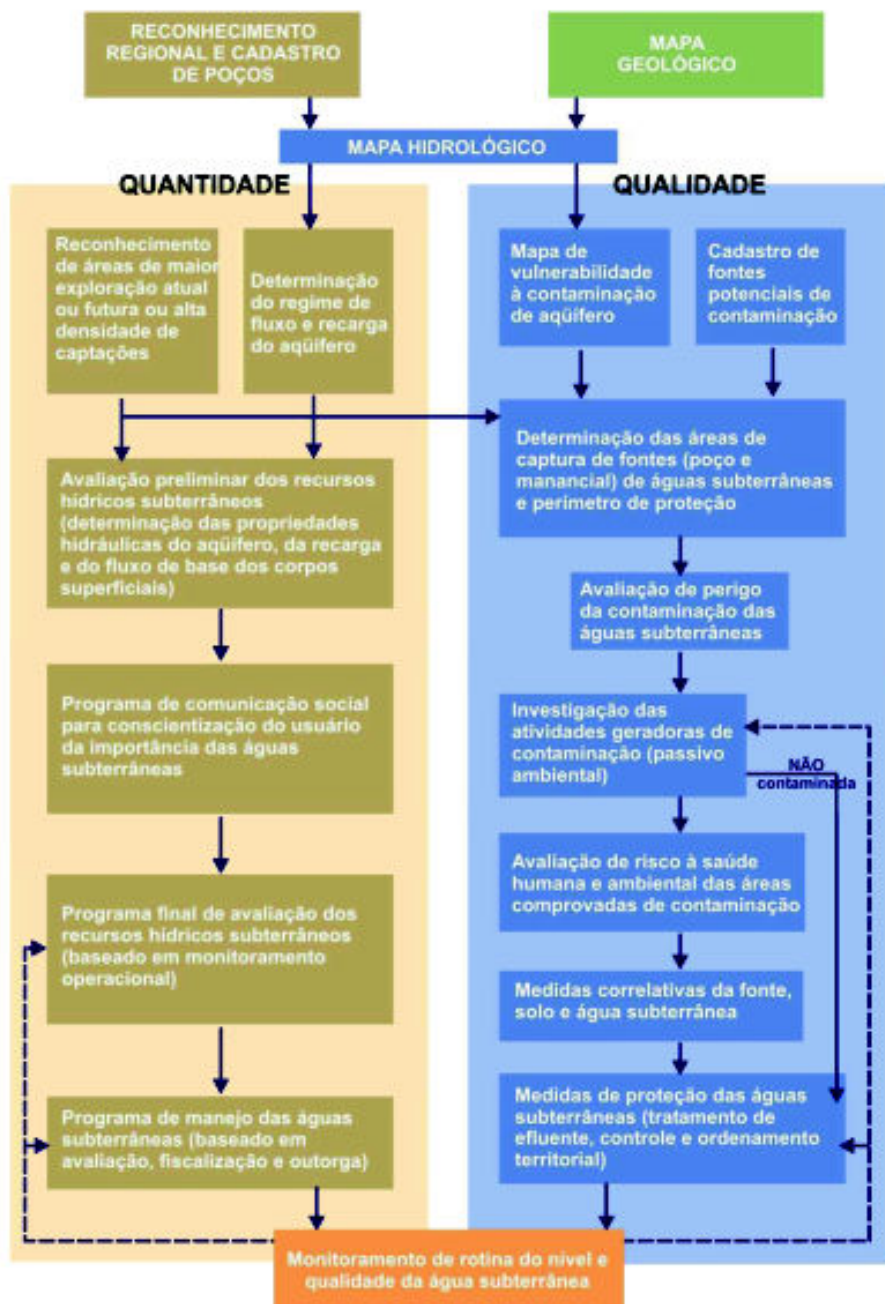 RECONHECIMENTO
REGIONAL E CADASTRO
DE POÇOS
MAPA
GEOLÓGICO
MAPA HIDROLÓGICO
QUANTIDADE
Reconhecimento
de áreas de maior
exploração atual
ou futura ou alta
densidade de
captações
Determinação
do regime de
fluxo e recarga
do aqüífero
Avaliação preliminar dos recursos
hídricos subterrâneos
(determinação das propriedades
hidráulicas do aqüífero, da recarga
e do fluxo de base dos corpos
superficiais)
Programa de comunicação social
para conscientização do usuário
da importância das águas
subterrâneas
Programa final de avaliação dos
recursos hídricos subterrâneos
(baseado em monitoramento
operacional)
Programa de manejo das águas
subterrâneas (baseado em
avaliação, fiscalização e outorga)
QUALIDADE
Mapa de
vulnerabilidade
à contaminação
de aqüífero
Cadastro de
fontes
potenciais de
contaminação
Determinação das áreas de
captura de fontes (poço e
manancial) de águas subterrâneas
e perímetro de proteção
Avaliação de perigo
da contaminação das
águas subterrâneas
Investigação das
atividades geradoras de
contaminação (passivo
ambiental)
NÃO
contaminada
Avaliação de risco à saúde
humana e ambiental das áreas
comprovadas de contaminação
Medidas correlativas da fonte,
solo e água subterrânea
Medidas de proteção das águas
subterrâneas (tratamento de
efluente, controle e ordenamento
territorial)
Monitoramento de rotina do nível e
qualidade da água subterrânea